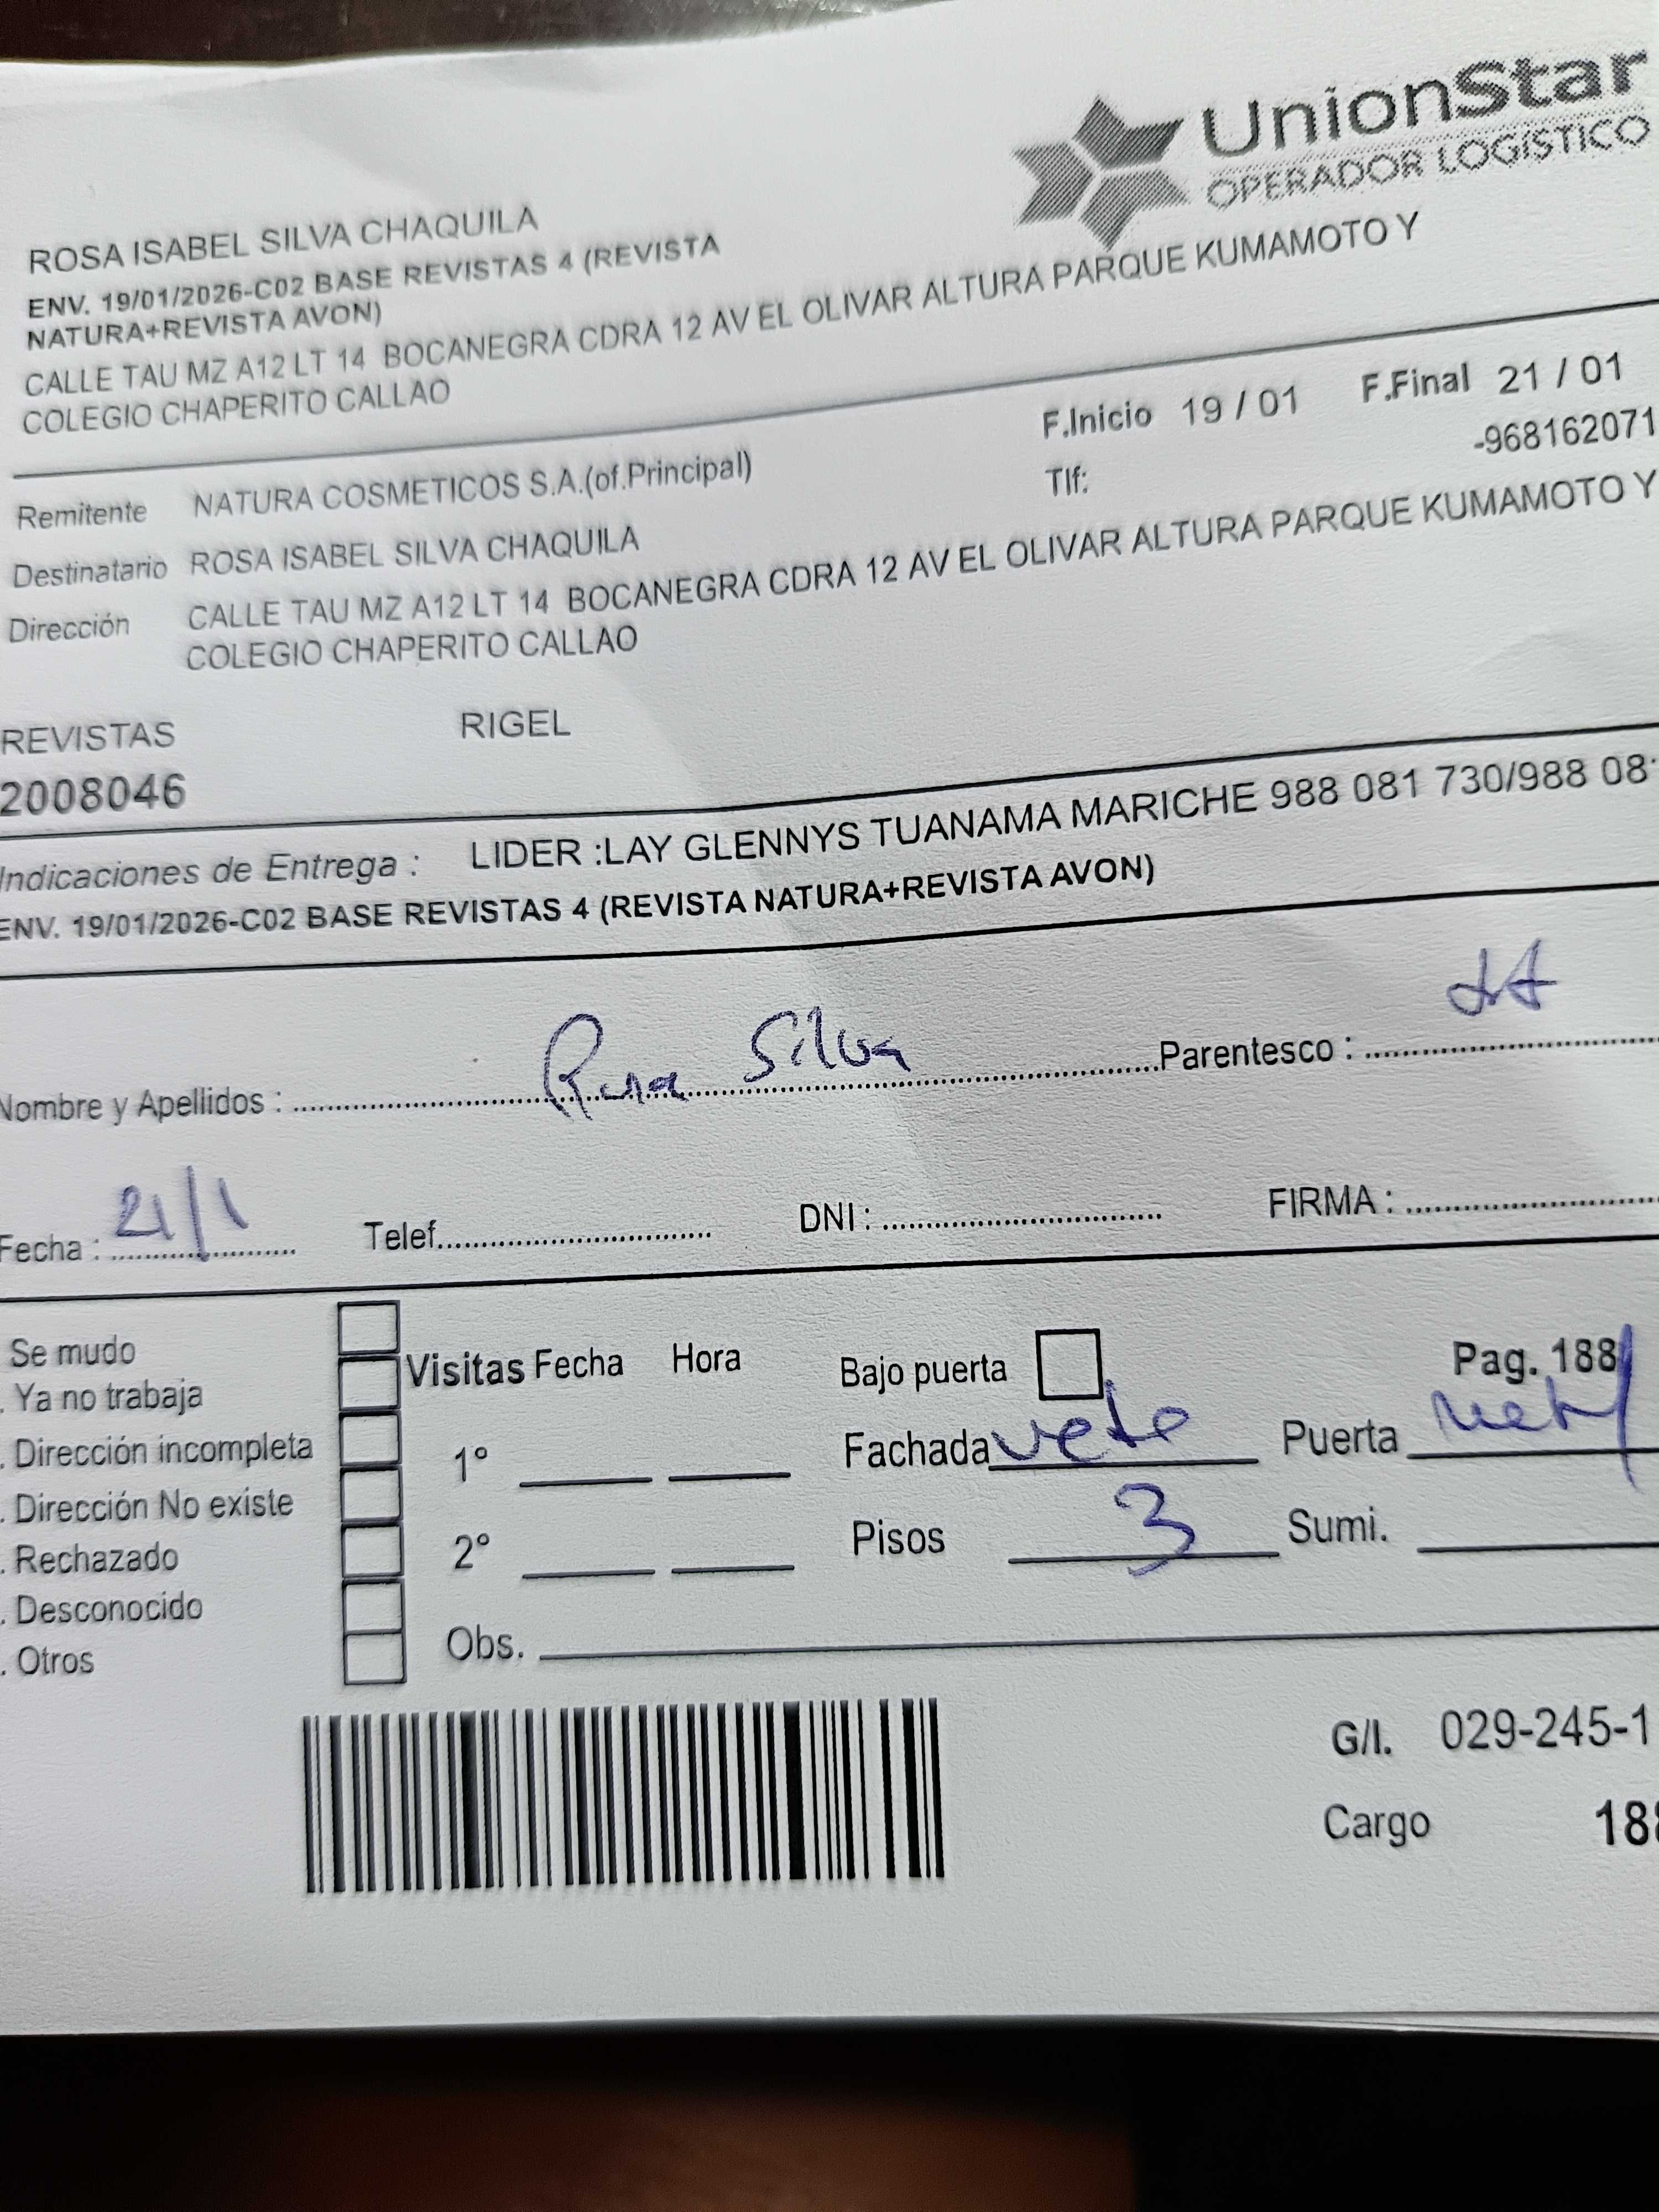 UnionStar
OPERADOR LOGÍSTICO
ROSA ISABEL SILVA CHAQUILA
ENV. 19/01/2026-C02 BASE REVISTAS 4 (REVISTA
NATURA+REVISTA AVON)
CALLE TAU MZ A12 LT 14 BOCANEGRA CDRA 12 AV EL OLIVAR ALTURA PARQUE KUMAMOTO Y
COLEGIO CHAPERITO CALLAO
F.Inicio 19 / 01 F.Final 21 / 01
Remitente NATURA COSMETICOS S.A.(of.Principal) Tlf: -968162071
Destinatario ROSA ISABEL SILVA CHAQUILA
Dirección CALLE TAU MZ A12 LT 14 BOCANEGRA CDRA 12 AV EL OLIVAR ALTURA PARQUE KUMAMOTO Y
COLEGIO CHAPERITO CALLAO
REVISTAS RIGEL
2008046
Indicaciones de Entrega : LIDER :LAY GLENNYS TUANAMA MARICHE 988 081 730/988 08
ENV. 19/01/2026-C02 BASE REVISTAS 4 (REVISTA NATURA+REVISTA AVON)
Nombre y Apellidos : Rosa Silva Parentesco :
Fecha : 21/1 Telef. DNI : FIRMA :
Se mudo
. Ya no trabaja
. Dirección incompleta
. Dirección No existe
. Rechazado
. Desconocido
. Otros
Visitas Fecha Hora
1°
2°
Obs.
Bajo puerta Pag. 188
Fachada Puerta
Pisos 3 Sumi.
G/I. 029-245-1
Cargo 188